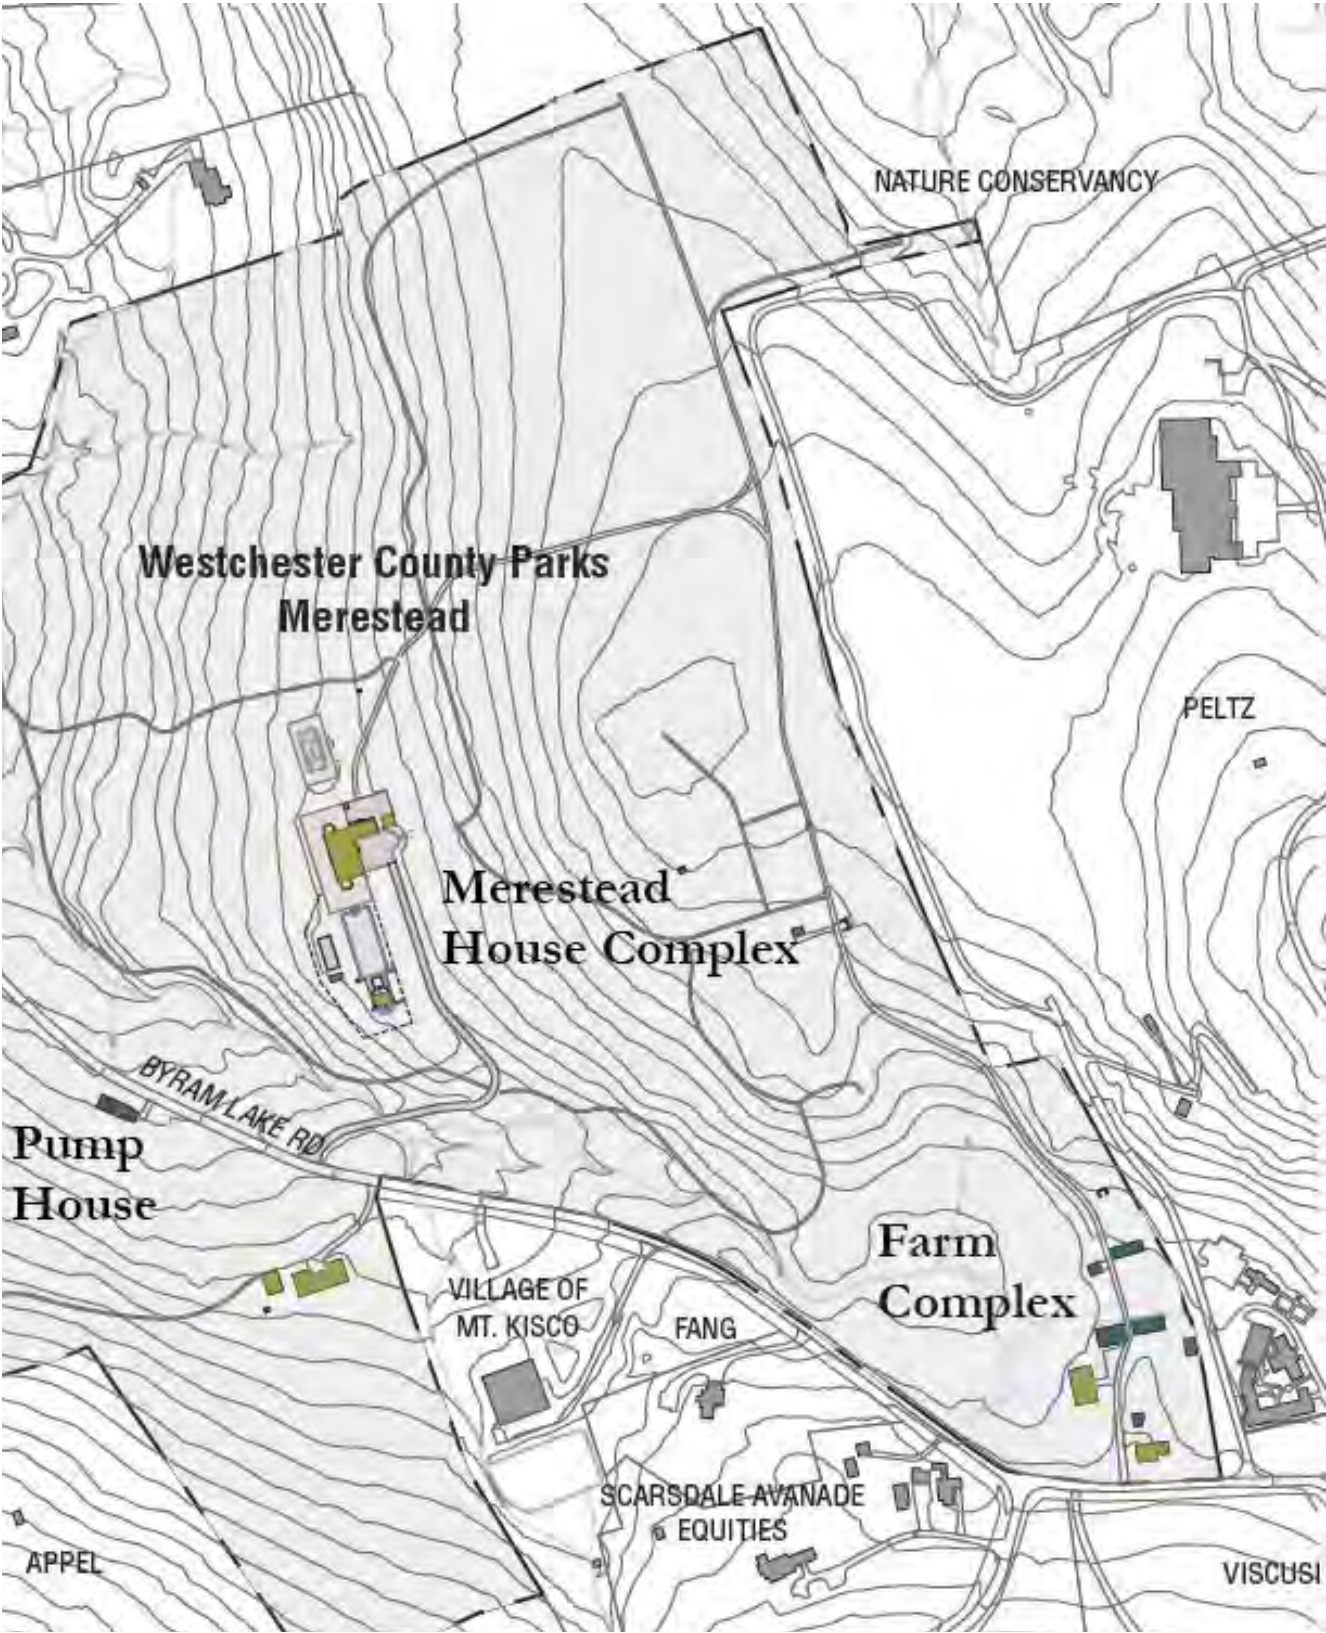 NATURE CONSERVANCY
Westchester County Parks
Merestead
PELTZ
Merestead
House Complex
BYRAM LAKE RD
Pump
House
Farm
Complex
VILLAGE OF
MT. KISCO
FANG
SCARSDALE AVANADE
EQUITIES
APPEL
VISCUSI